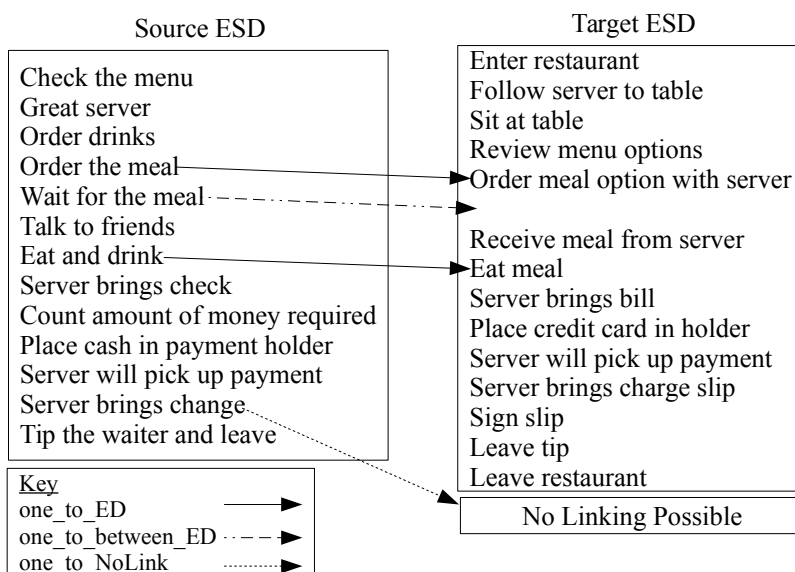 Source ESD
Check the menu
Great server
Order drinks
Order the meal
Wait for the meal
Talk to friends
Eat and drink
Server brings check
Count amount of money required
Place cash in payment holder
Server will pick up payment
Server brings change
Tip the waiter and leave
Target ESD
Enter restaurant
Follow server to table
Sit at table
Review menu options
Order meal option with server
Receive meal from server
Eat meal
Server brings bill
Place credit card in holder
Server will pick up payment
Server brings charge slip
Sign slip
Leave tip
Leave restaurant
No Linking Possible
Key
one_to_ED
one_to_between_ED
one_to_NoLink